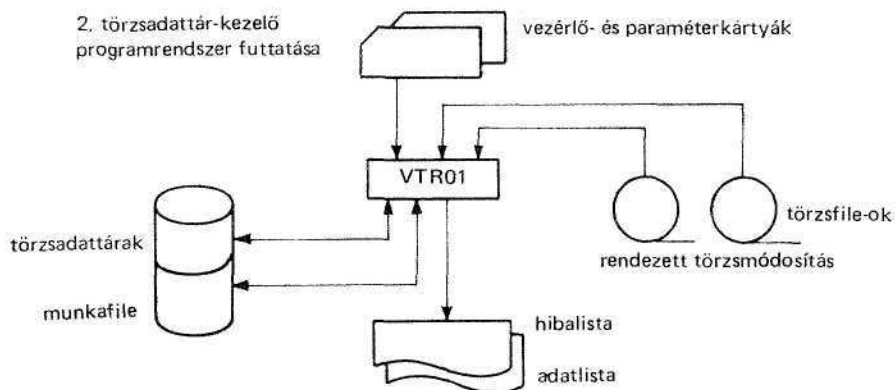 2. törzsadattár-kezelő
programrendszer futtatása
vezérlő- és paraméterkártyák
VTR01
törzsadattárak
munkafile
törzsfile-ok
rendezett törzsmódosítás
hibalista
adatlista